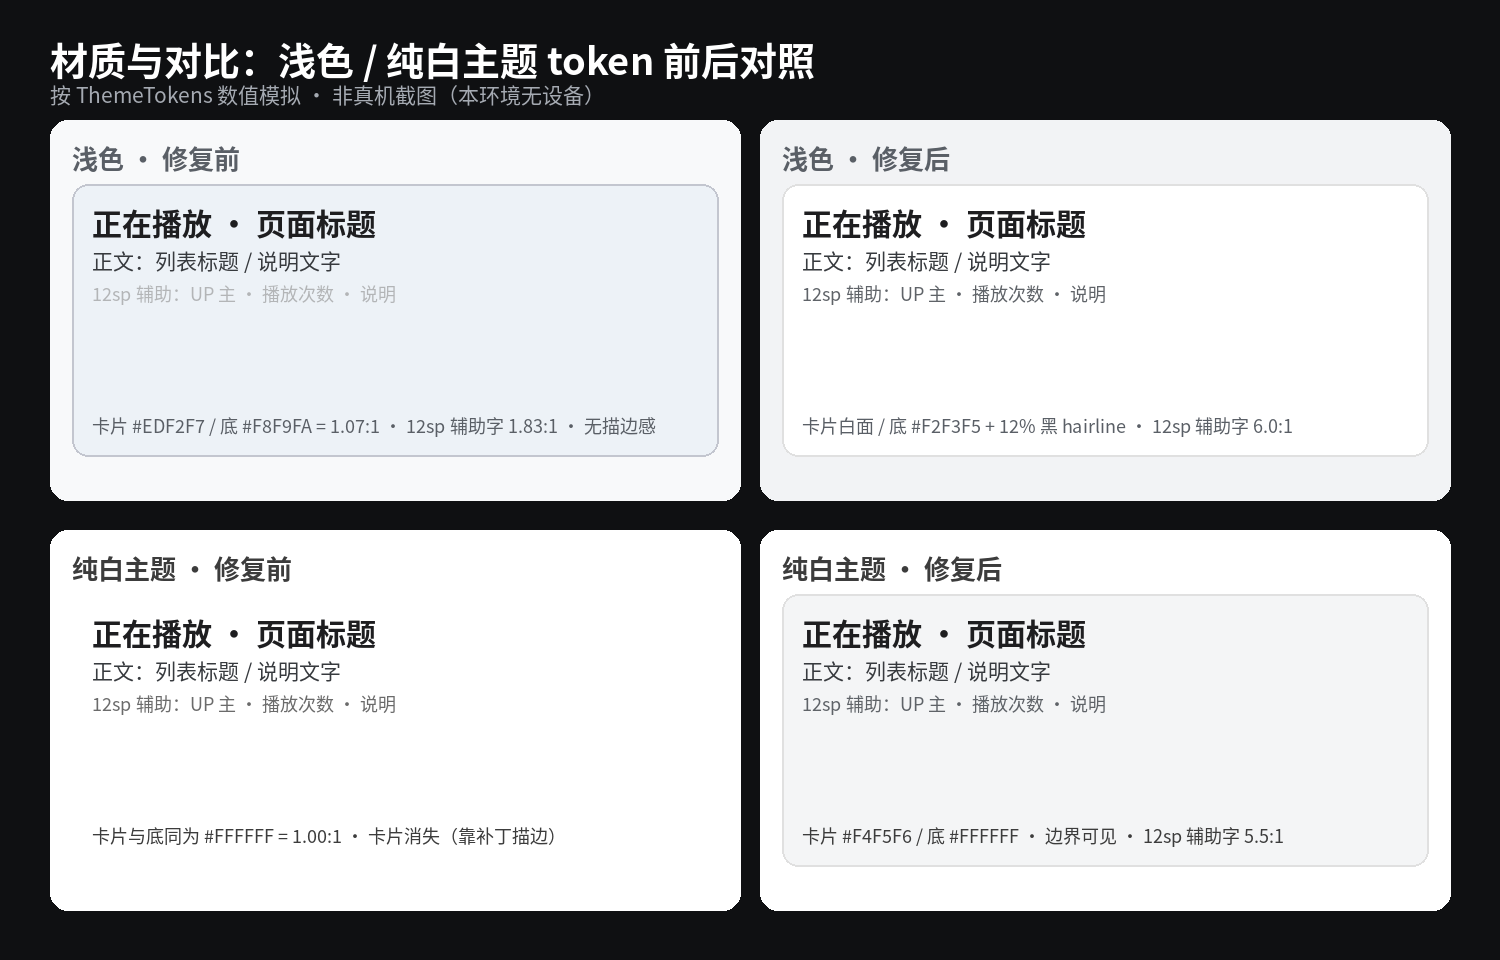 材质与对比：浅色 / 纯白主题 token 前后对照
按 ThemeTokens 数值模拟 · 非真机截图（本环境无设备）
浅色 · 修复前
正在播放 · 页面标题
正文：列表标题 / 说明文字
12sp 辅助：UP 主 · 播放次数 · 说明
卡片 #EDF2F7 / 底 #F8F9FA = 1.07:1 · 12sp 辅助字 1.83:1 · 无描边感
浅色 · 修复后
正在播放 · 页面标题
正文：列表标题 / 说明文字
12sp 辅助：UP 主 · 播放次数 · 说明
卡片白面 / 底 #F2F3F5 + 12% 黑 hairline · 12sp 辅助字 6.0:1
纯白主题 · 修复前
正在播放 · 页面标题
正文：列表标题 / 说明文字
12sp 辅助：UP 主 · 播放次数 · 说明
卡片与底同为 #FFFFFF = 1.00:1 · 卡片消失（靠补丁描边）
纯白主题 · 修复后
正在播放 · 页面标题
正文：列表标题 / 说明文字
12sp 辅助：UP 主 · 播放次数 · 说明
卡片 #F4F5F6 / 底 #FFFFFF · 边界可见 · 12sp 辅助字 5.5:1